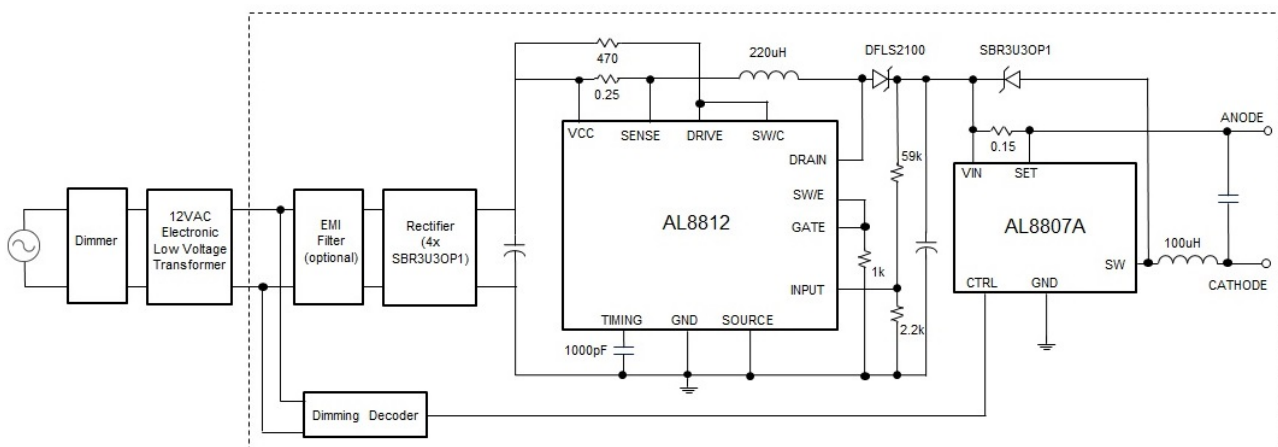 470
0.25
220uH
DFLS2100
SBR3U3OP1
VCC
SENSE
DRIVE
SW/C
DRAIN
SW/E
GATE
INPUT
AL8812
TIMING
GND
SOURCE
1000pF
59k
1k
2.2k
0.15
ANODE
VIN
SET
AL8807A
SW
100uH
CATHODE
CTRL
GND
Dimmer
12VAC
Electronic
Low Voltage
Transformer
EMI
Filter
(optional)
Rectifier
(4x
SBR3U3OP1)
Dimming Decoder